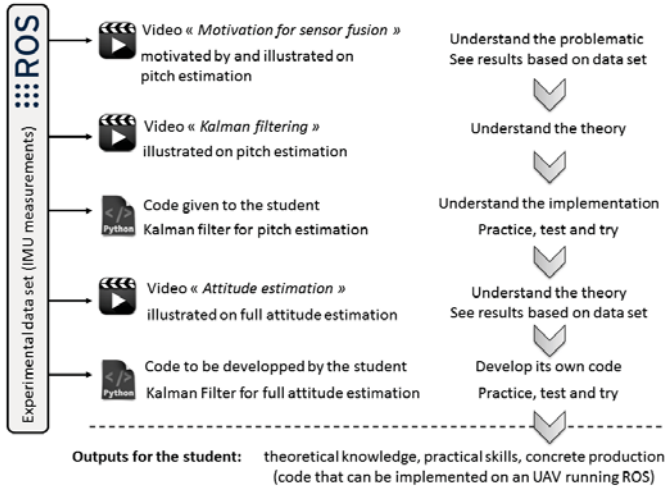 ROS
Experimental data set (IMU measurements)
Video « Motivation for sensor fusion »
motivated by and illustrated on
pitch estimation
Understand the problematic
See results based on data set
Video « Kalman filtering »
illustrated on pitch estimation
Understand the theory
</>
Python
Code given to the student
Kalman filter for pitch estimation
Understand the implementation
Practice, test and try
Video « Attitude estimation »
illustrated on full attitude estimation
Understand the theory
See results based on data set
</>
Python
Code to be developped by the student
Kalman Filter for full attitude estimation
Develop its own code
Practice, test and try
Outputs for the student: theoretical knowledge, practical skills, concrete production
(code that can be implemented on an UAV running ROS)